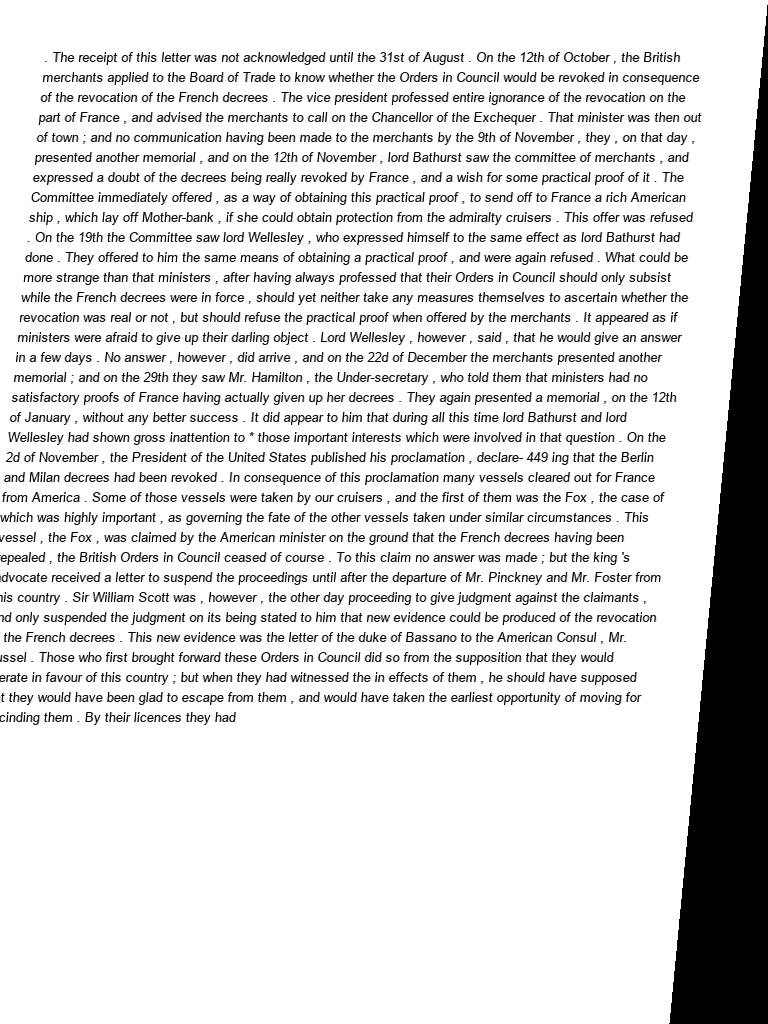 . The receipt of this letter was not acknowledged until the 31st of August . On the 12th of October , the British
merchants applied to the Board of Trade to know whether the Orders in Council would be revoked in consequence
of the revocation of the French decrees . The vice president professed entire ignorance of the revocation on the
part of France , and advised the merchants to call on the Chancellor of the Exchequer . That minister was then out
of town ; and no communication having been made to the merchants by the 9th of November , they , on that day ,
presented another memorial , and on the 12th of November , lord Bathurst saw the committee of merchants , and
expressed a doubt of the decrees being really revoked by France , and a wish for some practical proof of it . The
Committee immediately offered , as a way of obtaining this practical proof , to send off to France a rich American
ship , which lay off Mother-bank , if she could obtain protection from the admiralty cruisers . This offer was refused
. On the 19th the Committee saw lord Wellesley , who expressed himself to the same effect as lord Bathurst had
done . They offered to him the same means of obtaining a practical proof , and were again refused . What could be
more strange than that ministers , after having always professed that their Orders in Council should only subsist
while the French decrees were in force , should yet neither take any measures themselves to ascertain whether the
revocation was real or not , but should refuse the practical proof when offered by the merchants . It appeared as if
ministers were afraid to give up their darling object . Lord Wellesley , however , said , that he would give an answer
in a few days . No answer , however , did arrive , and on the 22d of December the merchants presented another
memorial ; and on the 29th they saw Mr. Hamilton , the Under-secretary , who told them that ministers had no
satisfactory proofs of France having actually given up her decrees . They again presented a memorial , on the 12th
of January , without any better success . It did appear to him that during all this time lord Bathurst and lord
Wellesley had shown gross inattention to * those important interests which were involved in that question . On the
2d of November , the President of the United States published his proclamation , declare- 449 ing that the Berlin
and Milan decrees had been revoked . In consequence of this proclamation many vessels cleared out for France
from America . Some of those vessels were taken by our cruisers , and the first of them was the Fox , the case of
which was highly important , as governing the fate of the other vessels taken under similar circumstances . This
vessel , the Fox , was claimed by the American minister on the ground that the French decrees having been
repealed , the British Orders in Council ceased of course . To this claim no answer was made ; but the king 's
advocate received a letter to suspend the proceedings until after the departure of Mr. Pinckney and Mr. Foster from
his country . Sir William Scott was , however , the other day proceeding to give judgment against the claimants ,
nd only suspended the judgment on its being stated to him that new evidence could be produced of the revocation
the French decrees . This new evidence was the letter of the duke of Bassano to the American Consul , Mr.
ussel . Those who first brought forward these Orders in Council did so from the supposition that they would
erate in favour of this country ; but when they had witnessed the in effects of them , he should have supposed
t they would have been glad to escape from them , and would have taken the earliest opportunity of moving for
cinding them . By their licences they had